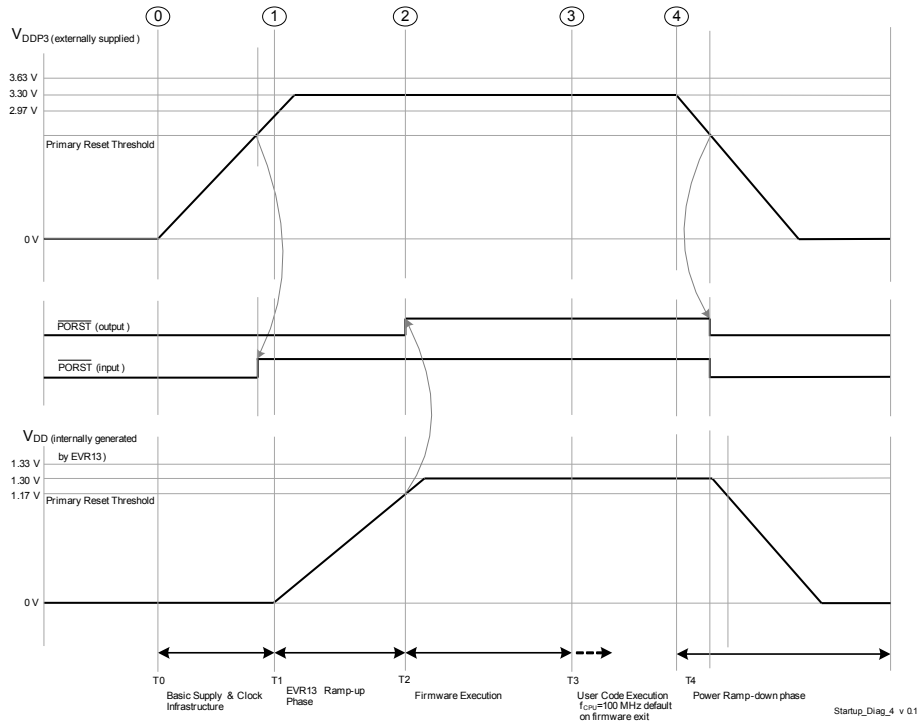 0 1 2 3 4
VDDP3 (externally supplied )
3.63 V
3.30 V
2.97 V
Primary Reset Threshold
0 V
PORST (output )
PORST (input )
VDD (internally generated
by EVR13 )
1.33 V
1.30 V
1.17 V
Primary Reset Threshold
0 V
T0 T1 T2 T3 T4
Basic Supply & Clock
Infrastructure
EVR13 Ramp-up
Phase
Firmware Execution
User Code Execution
fCPU=100 MHz default
on firmware exit
Power Ramp-down phase
Startup_Diag_4 v 0.1